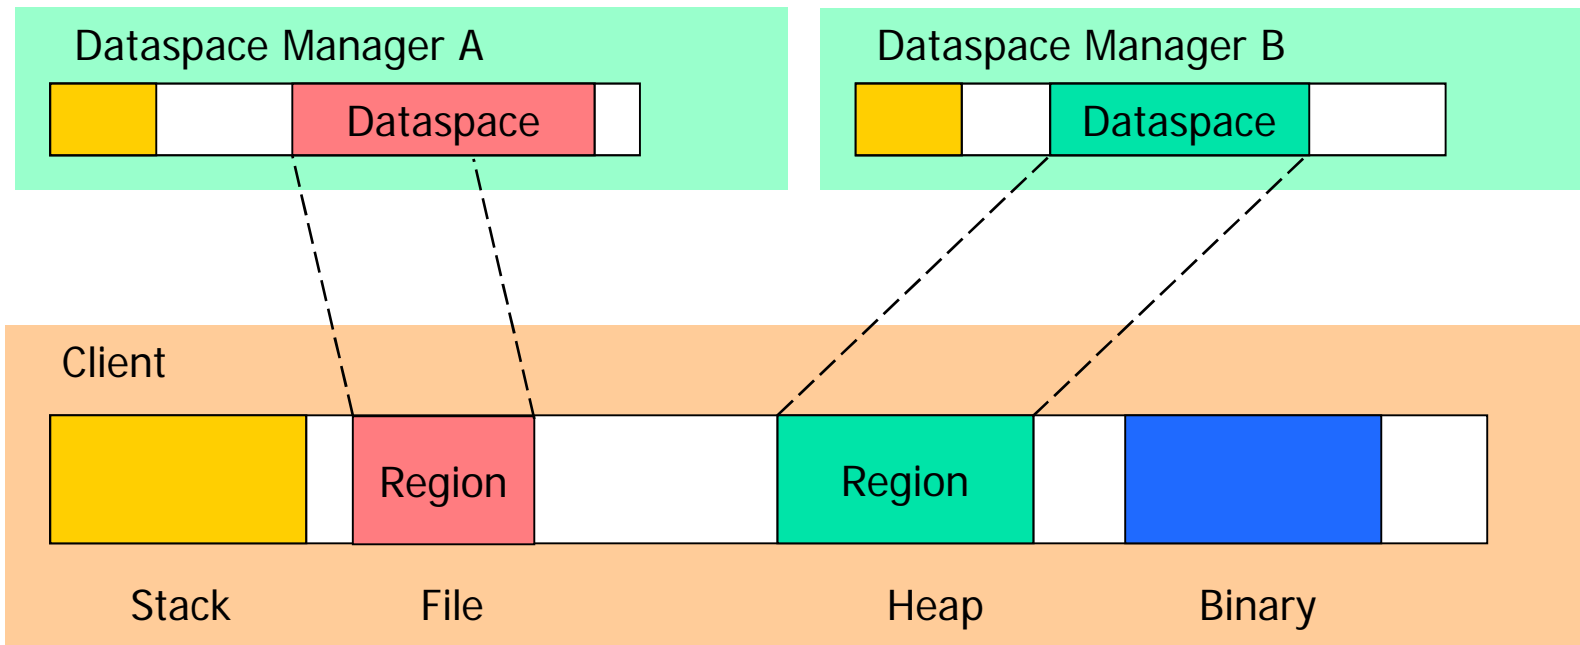 Dataspace Manager A
Dataspace Manager B
Dataspace
Dataspace
Client
Region
Region
Stack
File
Heap
Binary